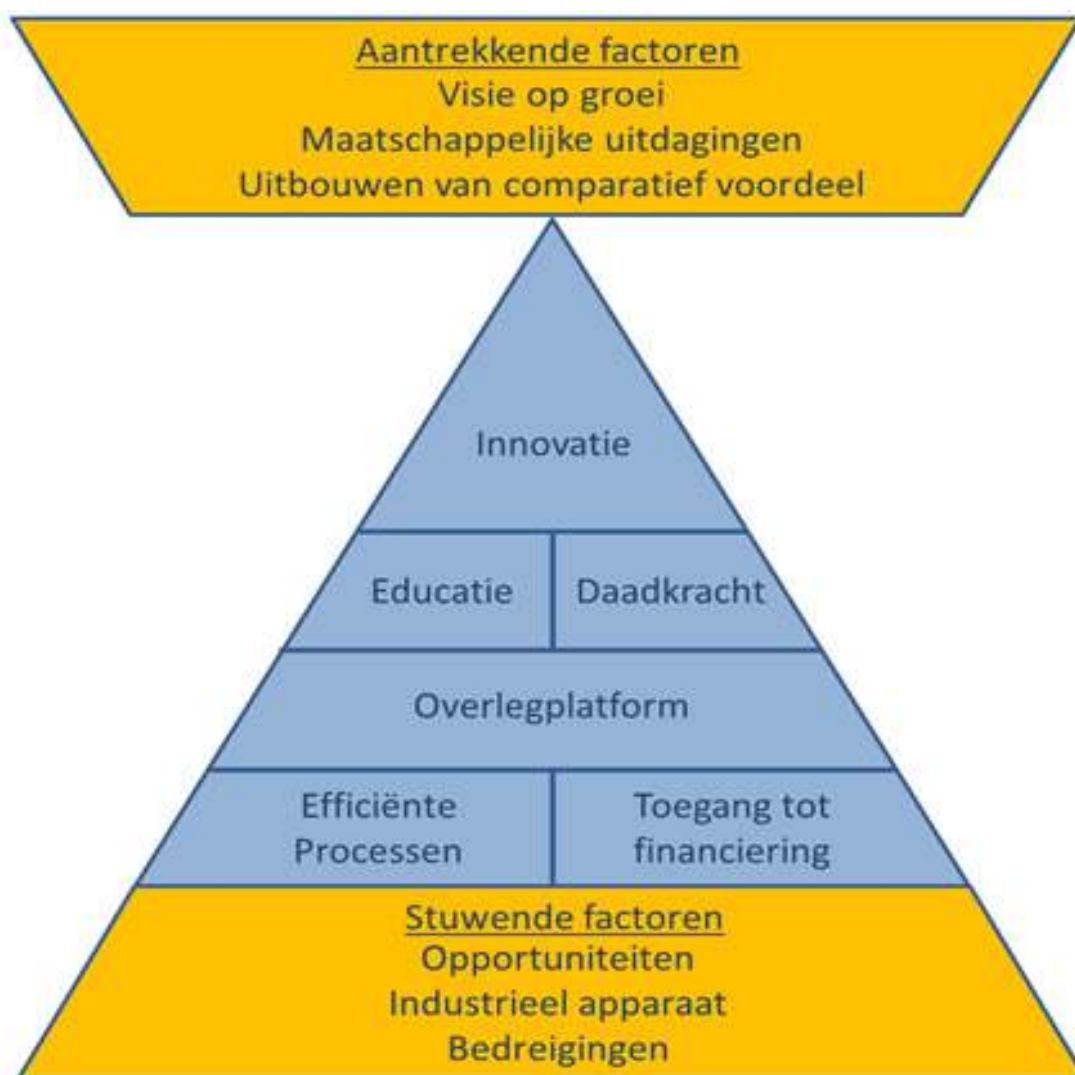 Aantrekkende factoren
Visie op groei
Maatschappelijke uitdagingen
Uitbouwen van comparatief voordeel
Innovatie
Educatie
Daadkracht
Overlegplatform
Efficiënte
Processen
Toegang tot
financiering
Stuwende factoren
Opportuniteiten
Industrieel apparaat
Bedreigingen